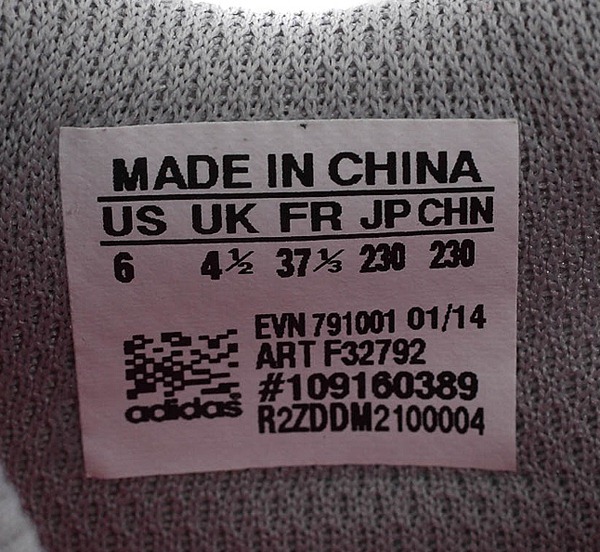 MADE IN CHINA
US UK FR JP CHN
6 4½ 37⅓ 230 230
EVN 791001 01/14
ART F32792
#109160389
R2ZDDM2100004
adidas